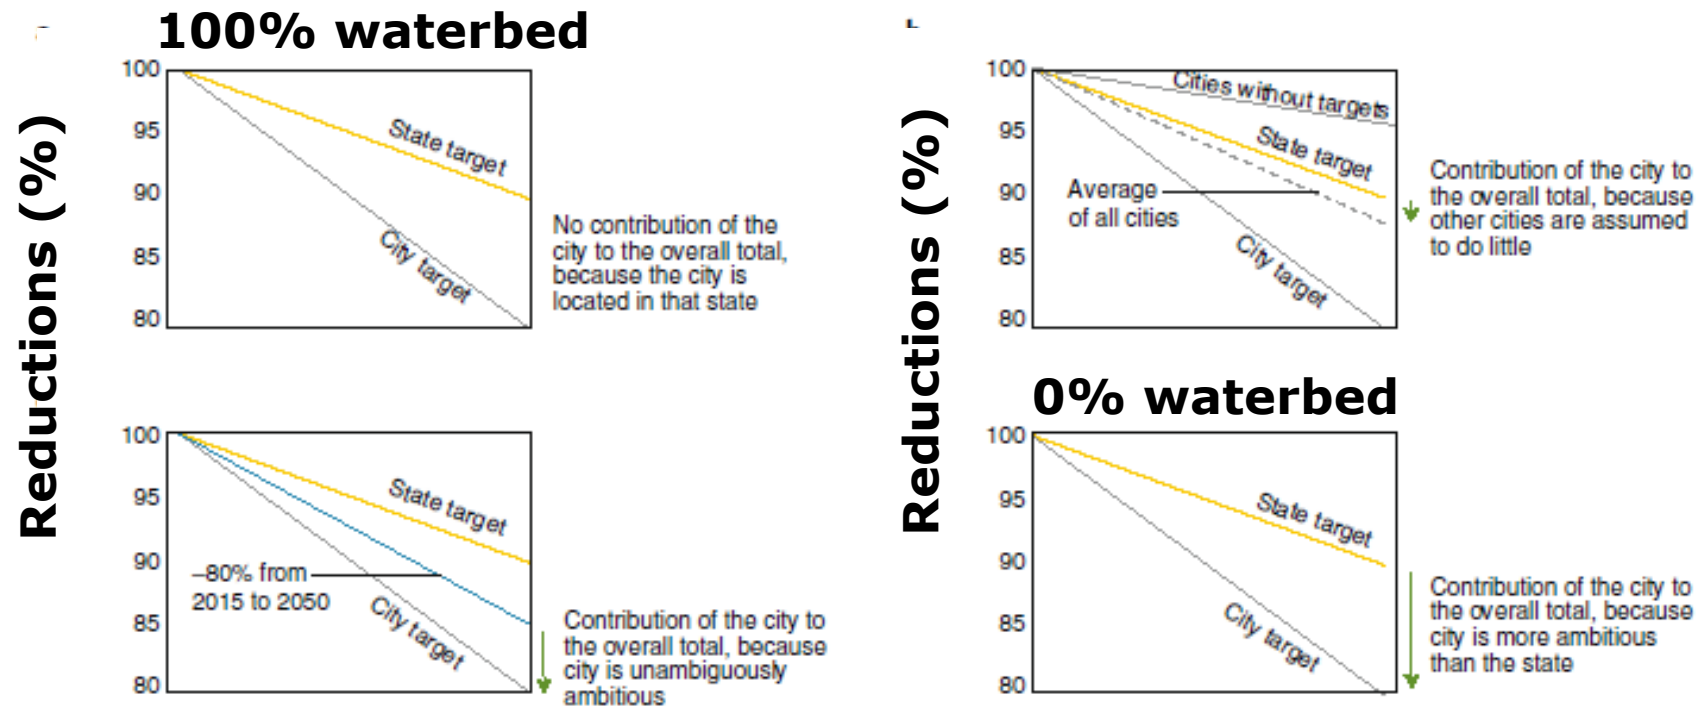 100% waterbed
Reductions (%)
100
95
90
85
80
State target
City target
No contribution of the
city to the overall total,
because the city is
located in that state
Reductions (%)
100
95
90
85
80
Cities without targets
State target
Average
of all cities
City target
Contribution of the city to
the overall total, because
other cities are assumed
to do little
100
95
90
85
80
State target
–80% from
2015 to 2050
City target
Contribution of the city to
the overall total, because
city is unambiguously
ambitious
0% waterbed
100
95
90
85
80
State target
City target
Contribution of the city to
the overall total, because
city is more ambitious
than the state